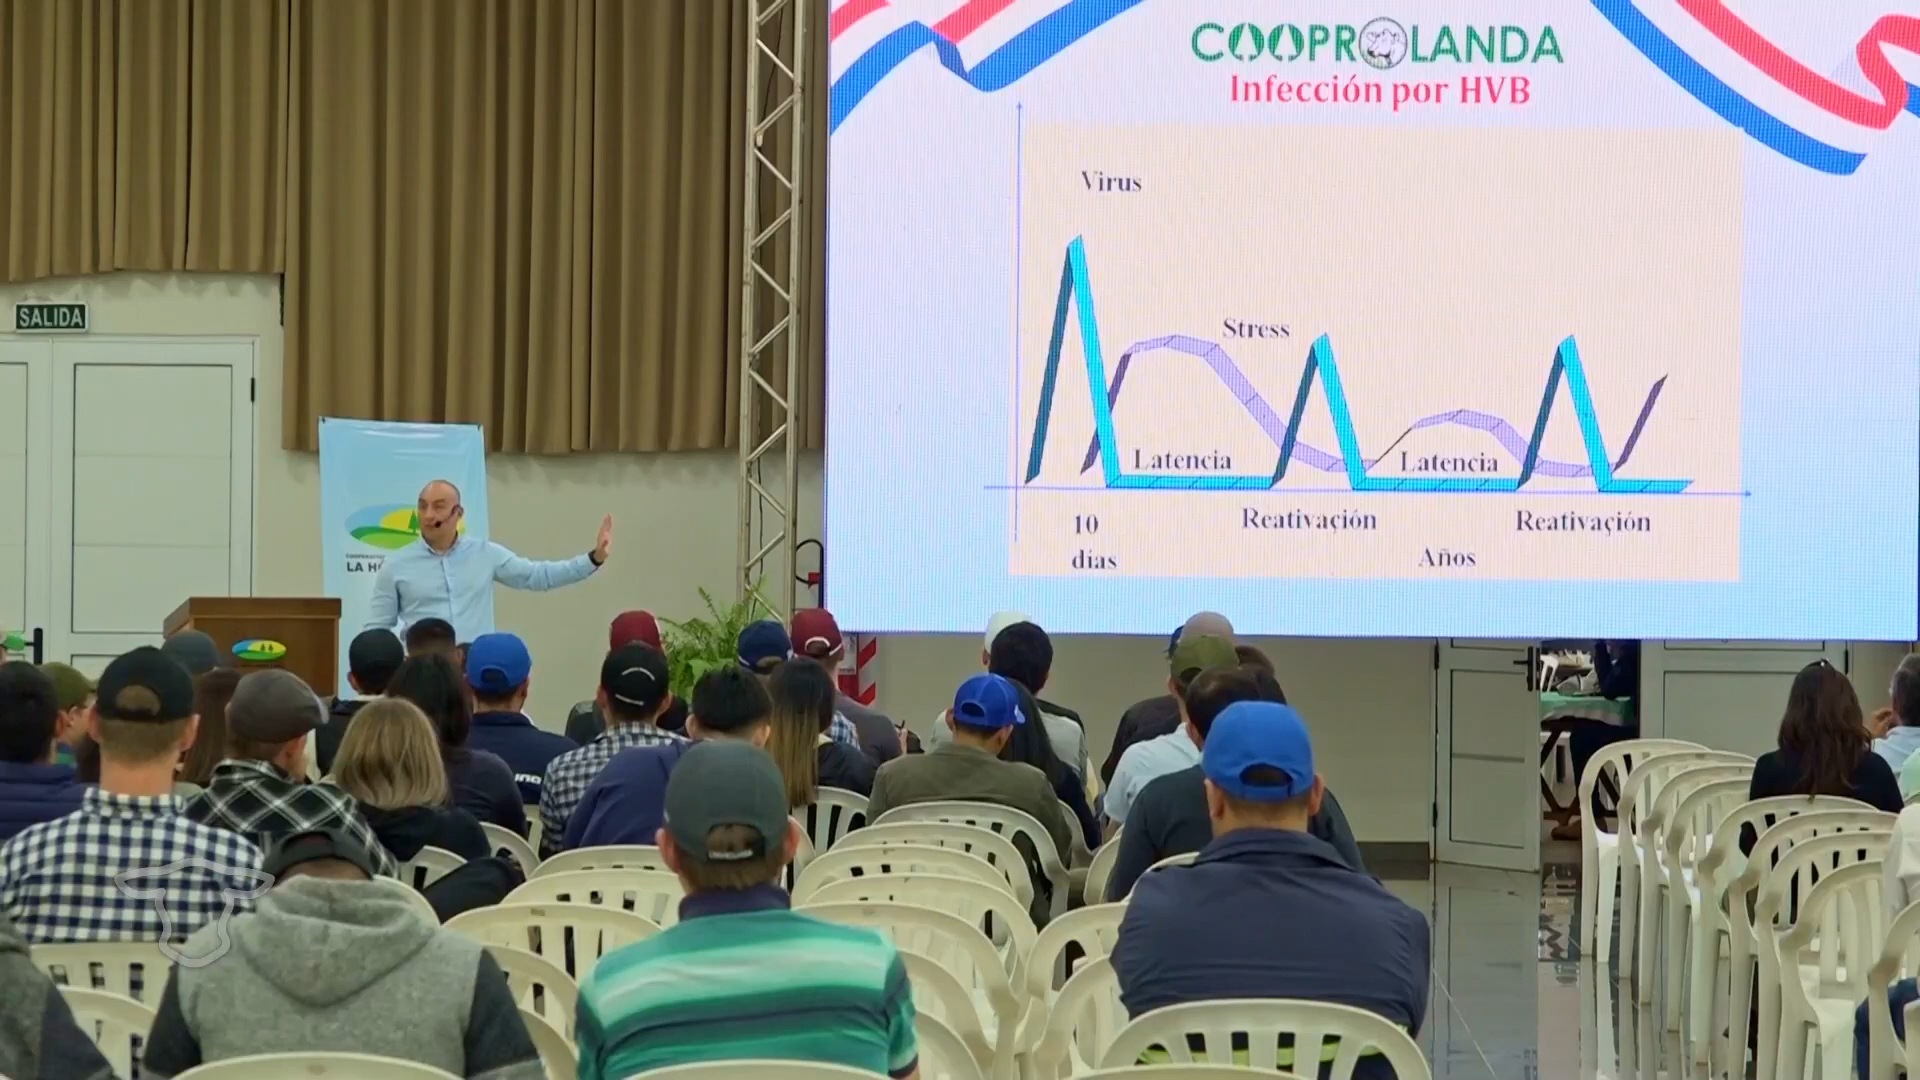 COOPROLANDA
Infección por HVB
Virus
Stress
Latencia
Latencia
10
dias
Reativación
Reativación
Años
SALIDA
LA